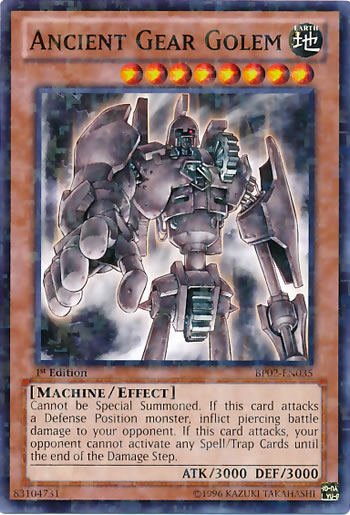 ANCIENT GEAR GOLEM
EARTH
地
1st Edition
BP02-EN035
[MACHINE / EFFECT]
Cannot be Special Summoned. If this card attacks
a Defense Position monster, inflict piercing battle
damage to your opponent. If this card attacks, your
opponent cannot activate any Spell/Trap Cards until
the end of the Damage Step.
ATK/3000 DEF/3000
83104731
©1996 KAZUKI TAKAHASHI